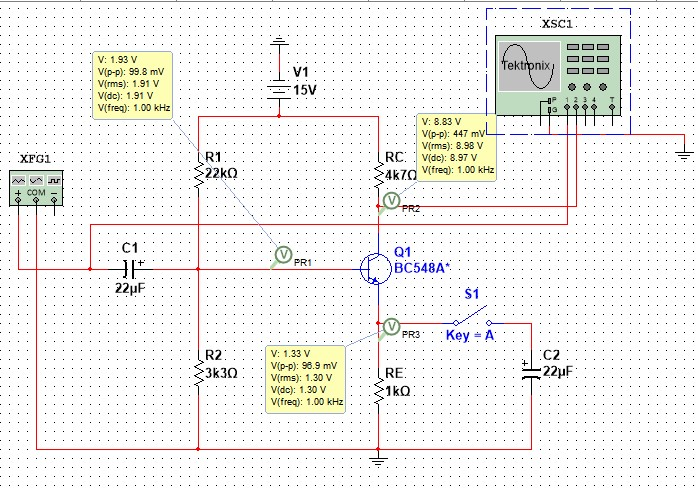 XSC1
Tektronix
P
G
1 2 3 4 T
V: 1.93 V
V(p-p): 99.8 mV
V(rms): 1.91 V
V(dc): 1.91 V
V(freq): 1.00 kHz
V1
15V
V: 8.83 V
V(p-p): 447 mV
V(rms): 8.98 V
V(dc): 8.97 V
V(freq): 1.00 kHz
XFG1
+ COM −
R1
22kΩ
RC
4k7Ω
V
PR2
C1
+
22µF
V
PR1
Q1
BC548A*
S1
Key = A
V
PR3
V: 1.33 V
V(p-p): 96.9 mV
V(rms): 1.30 V
V(dc): 1.30 V
V(freq): 1.00 kHz
R2
3k3Ω
RE
1kΩ
C2
+
22µF